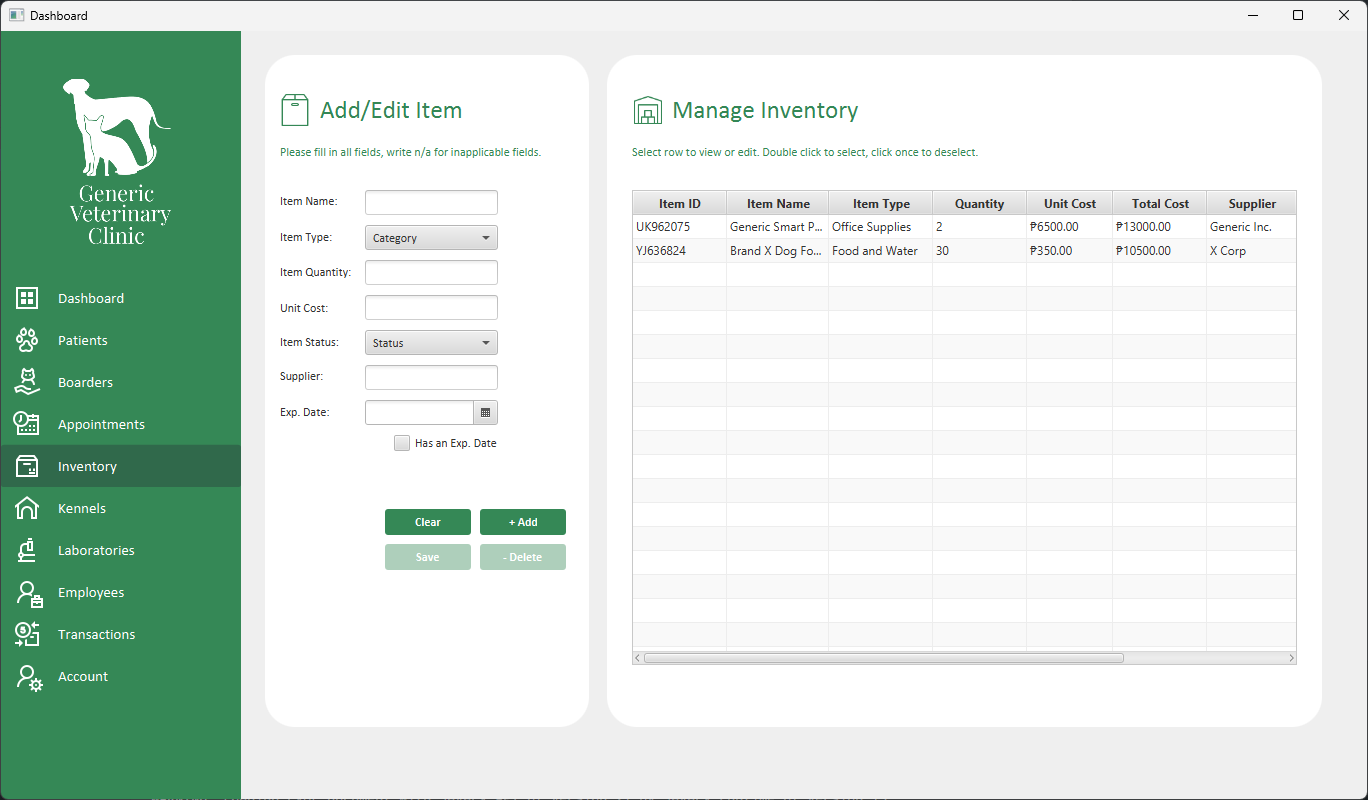 Dashboard
Generic
Veterinary
Clinic
Dashboard
Patients
Boarders
Appointments
Inventory
Kennels
Laboratories
Employees
Transactions
Account
Add/Edit Item
Please fill in all fields, write n/a for inapplicable fields.
Item Name:
Item Type: Category
Item Quantity:
Unit Cost:
Item Status: Status
Supplier:
Exp. Date:
Has an Exp. Date
Clear + Add
Save - Delete
Manage Inventory
Select row to view or edit. Double click to select, click once to deselect.
Item ID Item Name Item Type Quantity Unit Cost Total Cost Supplier
UK962075 Generic Smart P... Office Supplies 2 ₱6500.00 ₱13000.00 Generic Inc.
YJ636824 Brand X Dog Fo... Food and Water 30 ₱350.00 ₱10500.00 X Corp